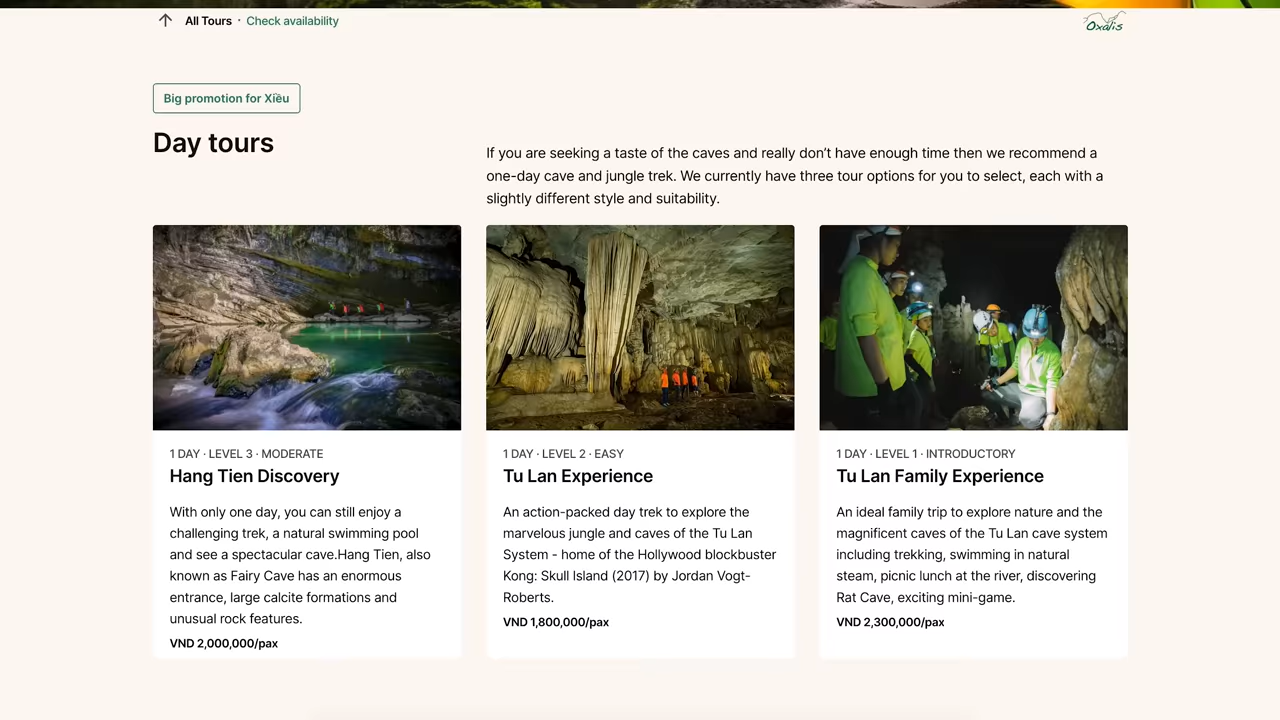 All Tours · Check availability
Oxalis
Big promotion for Xiều
Day tours
If you are seeking a taste of the caves and really don’t have enough time then we recommend a
one-day cave and jungle trek. We currently have three tour options for you to select, each with a
slightly different style and suitability.
1 DAY · LEVEL 3 · MODERATE
Hang Tien Discovery
With only one day, you can still enjoy a
challenging trek, a natural swimming pool
and see a spectacular cave.Hang Tien, also
known as Fairy Cave has an enormous
entrance, large calcite formations and
unusual rock features.
VND 2,000,000/pax
1 DAY · LEVEL 2 · EASY
Tu Lan Experience
An action-packed day trek to explore the
marvelous jungle and caves of the Tu Lan
System - home of the Hollywood blockbuster
Kong: Skull Island (2017) by Jordan Vogt-
Roberts.
VND 1,800,000/pax
1 DAY · LEVEL 1 · INTRODUCTORY
Tu Lan Family Experience
An ideal family trip to explore nature and the
magnificent caves of the Tu Lan cave system
including trekking, swimming in natural
steam, picnic lunch at the river, discovering
Rat Cave, exciting mini-game.
VND 2,300,000/pax